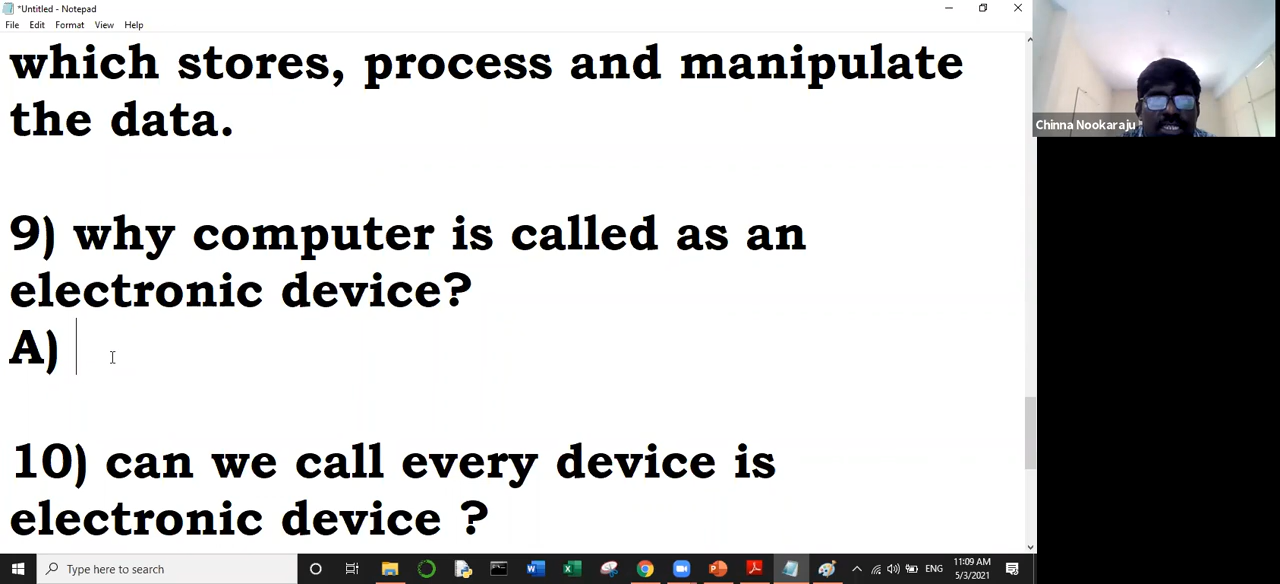 *Untitled - Notepad
File Edit Format View Help
which stores, process and manipulate
the data.
9) why computer is called as an
electronic device?
A)
10) can we call every device is
electronic device ?
Chinna Nookaraju
Type here to search
ENG
11:09 AM
5/3/2021